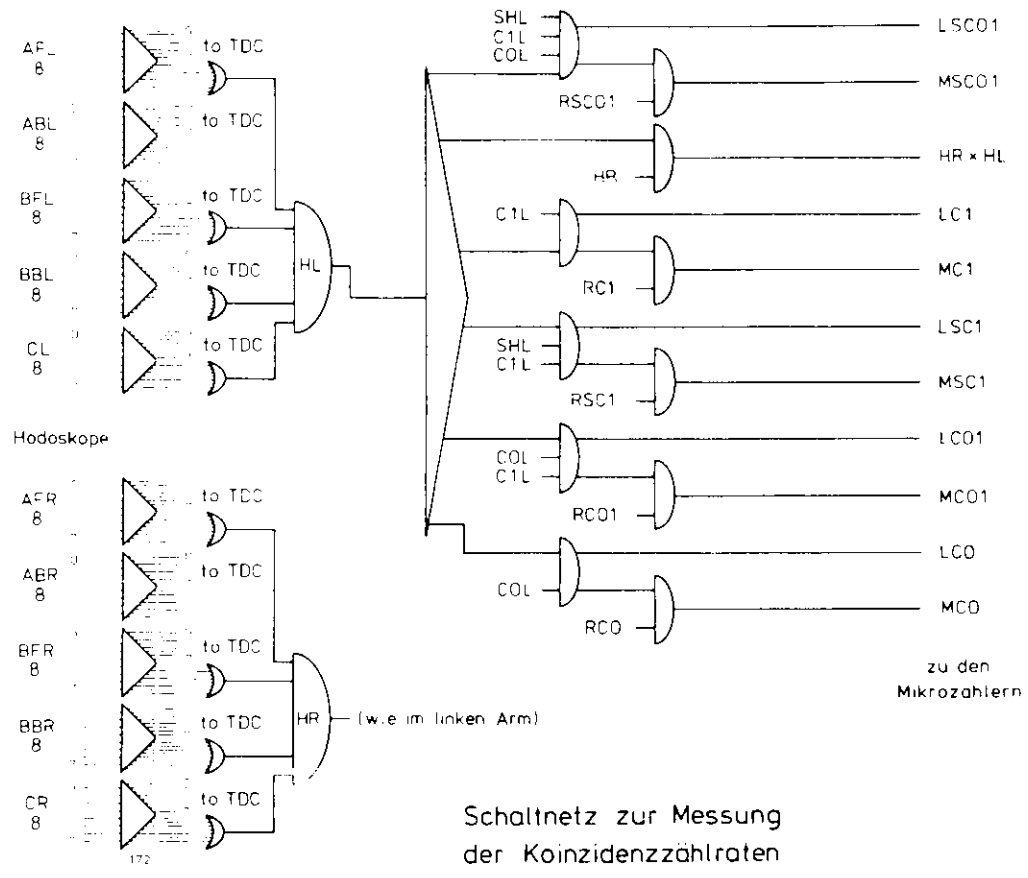 AFL
8
to TDC
ABL
8
to TDC
BFL
8
to TDC
BBL
8
to TDC
CL
8
to TDC
HL
Hodoskope
AFR
8
to TDC
ABR
8
to TDC
BFR
8
to TDC
BBR
8
to TDC
CR
8
to TDC
172
HR
(wie im linken Arm)
SHL
C1L
C0L
LSC01
RSC01
MSC01
HR
HR × HL
C1L
LC1
RC1
MC1
SHL
C1L
LSC1
RSC1
MSC1
C0L
C1L
LC01
RC01
MC01
C0L
LC0
RC0
MC0
zu den
Mikrozählern
Schaltnetz zur Messung
der Koinzidenzzählraten